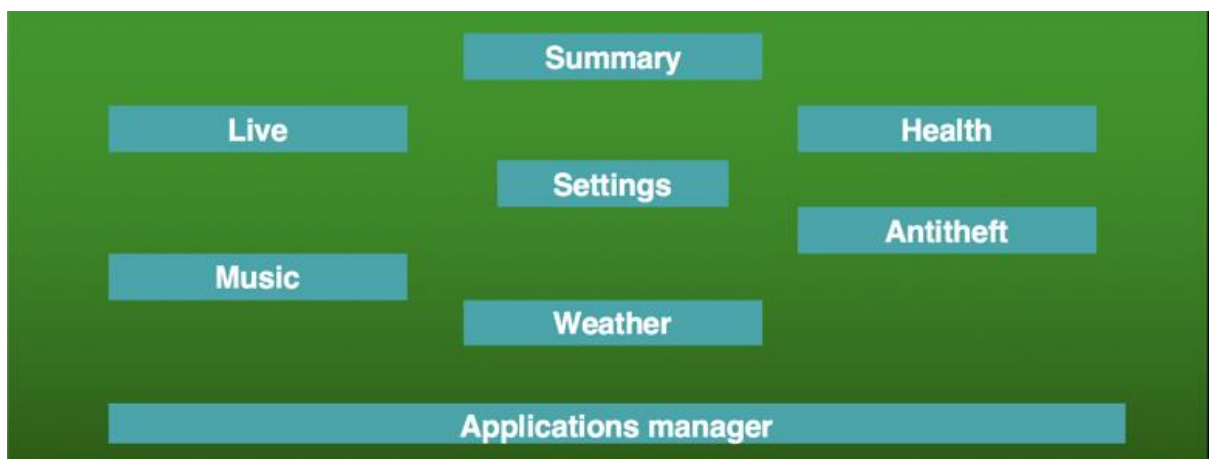 Summary
Live
Health
Settings
Antitheft
Music
Weather
Applications manager